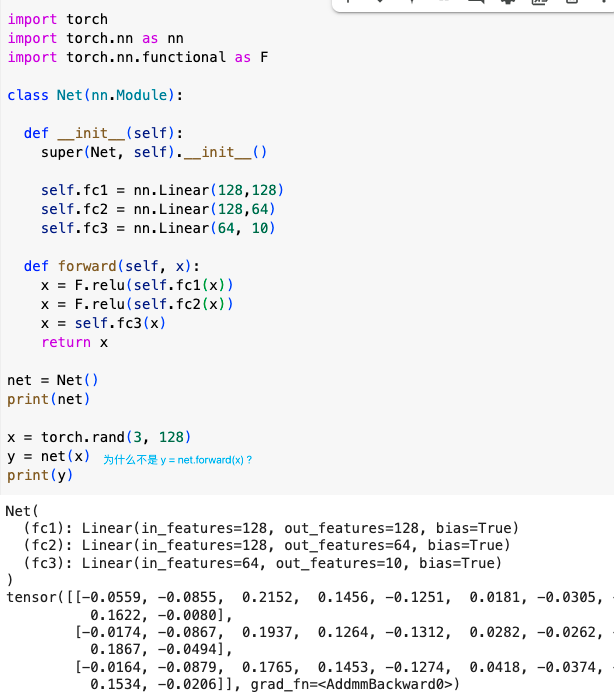 import torch
import torch.nn as nn
import torch.nn.functional as F
class Net(nn.Module):
def __init__(self):
super(Net, self).__init__()
self.fc1 = nn.Linear(128,128)
self.fc2 = nn.Linear(128,64)
self.fc3 = nn.Linear(64, 10)
def forward(self, x):
x = F.relu(self.fc1(x))
x = F.relu(self.fc2(x))
x = self.fc3(x)
return x
net = Net()
print(net)
x = torch.rand(3, 128)
y = net(x) 为什么不是 y = net.forward(x) ?
print(y)
Net(
(fc1): Linear(in_features=128, out_features=128, bias=True)
(fc2): Linear(in_features=128, out_features=64, bias=True)
(fc3): Linear(in_features=64, out_features=10, bias=True)
)
tensor([[-0.0559, -0.0855, 0.2152, 0.1456, -0.1251, 0.0181, -0.0305, -
0.1622, -0.0080],
[-0.0174, -0.0867, 0.1937, 0.1264, -0.1312, 0.0282, -0.0262, -
0.1867, -0.0494],
[-0.0164, -0.0879, 0.1765, 0.1453, -0.1274, 0.0418, -0.0374, -
0.1534, -0.0206]], grad_fn=<AddmmBackward0>)